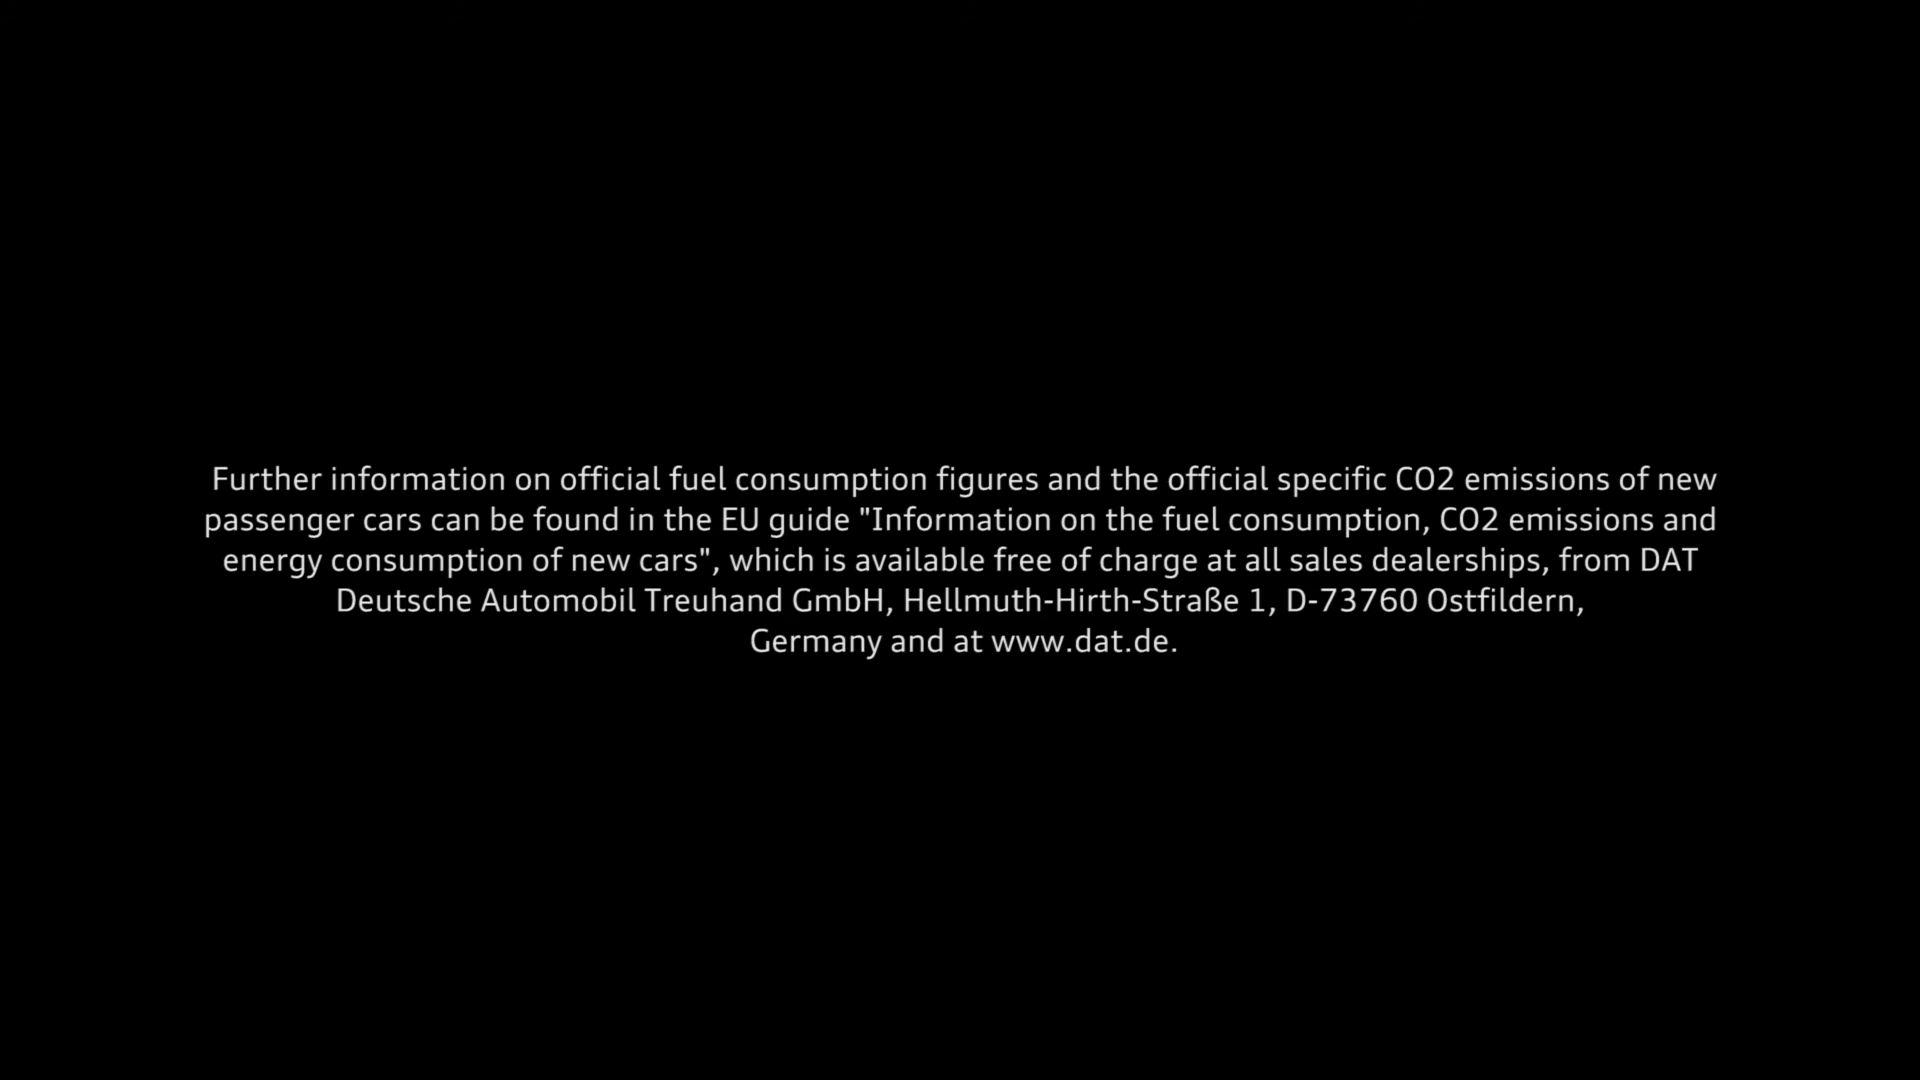 Further information on official fuel consumption figures and the official specific CO2 emissions of new
passenger cars can be found in the EU guide "Information on the fuel consumption, CO2 emissions and
energy consumption of new cars", which is available free of charge at all sales dealerships, from DAT
Deutsche Automobil Treuhand GmbH, Hellmuth-Hirth-Straße 1, D-73760 Ostfildern,
Germany and at www.dat.de.